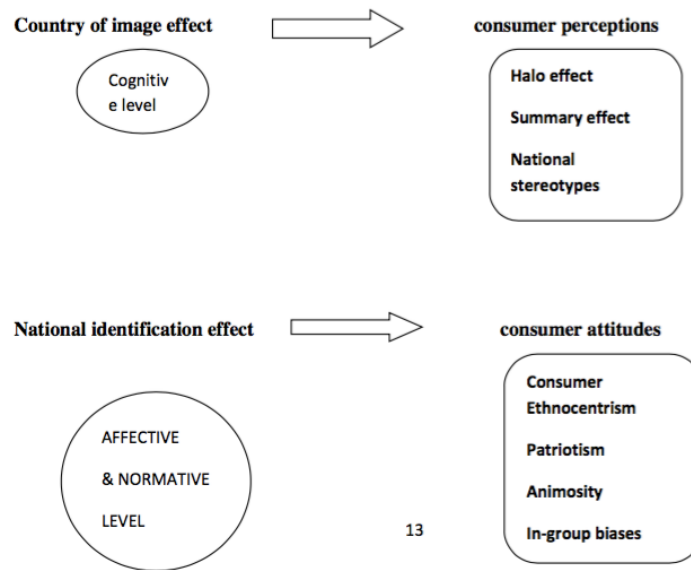 Country of image effect
consumer perceptions
Cognitiv
e level
Halo effect
Summary effect
National
stereotypes
National identification effect
consumer attitudes
AFFECTIVE
& NORMATIVE
LEVEL
Consumer
Ethnocentrism
Patriotism
Animosity
In-group biases
13